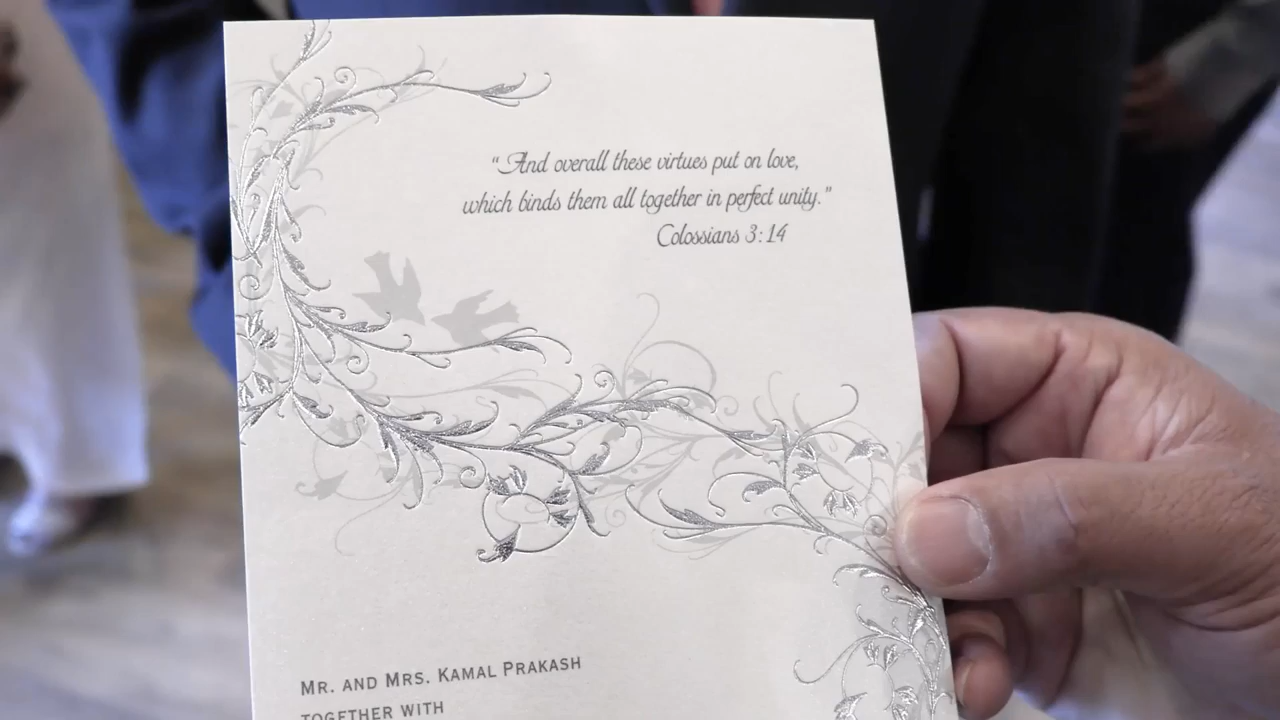 “And overall these virtues put on love,
which binds them all together in perfect unity.”
Colossians 3:14
MR. AND MRS. KAMAL PRAKASH
TOGETHER WITH